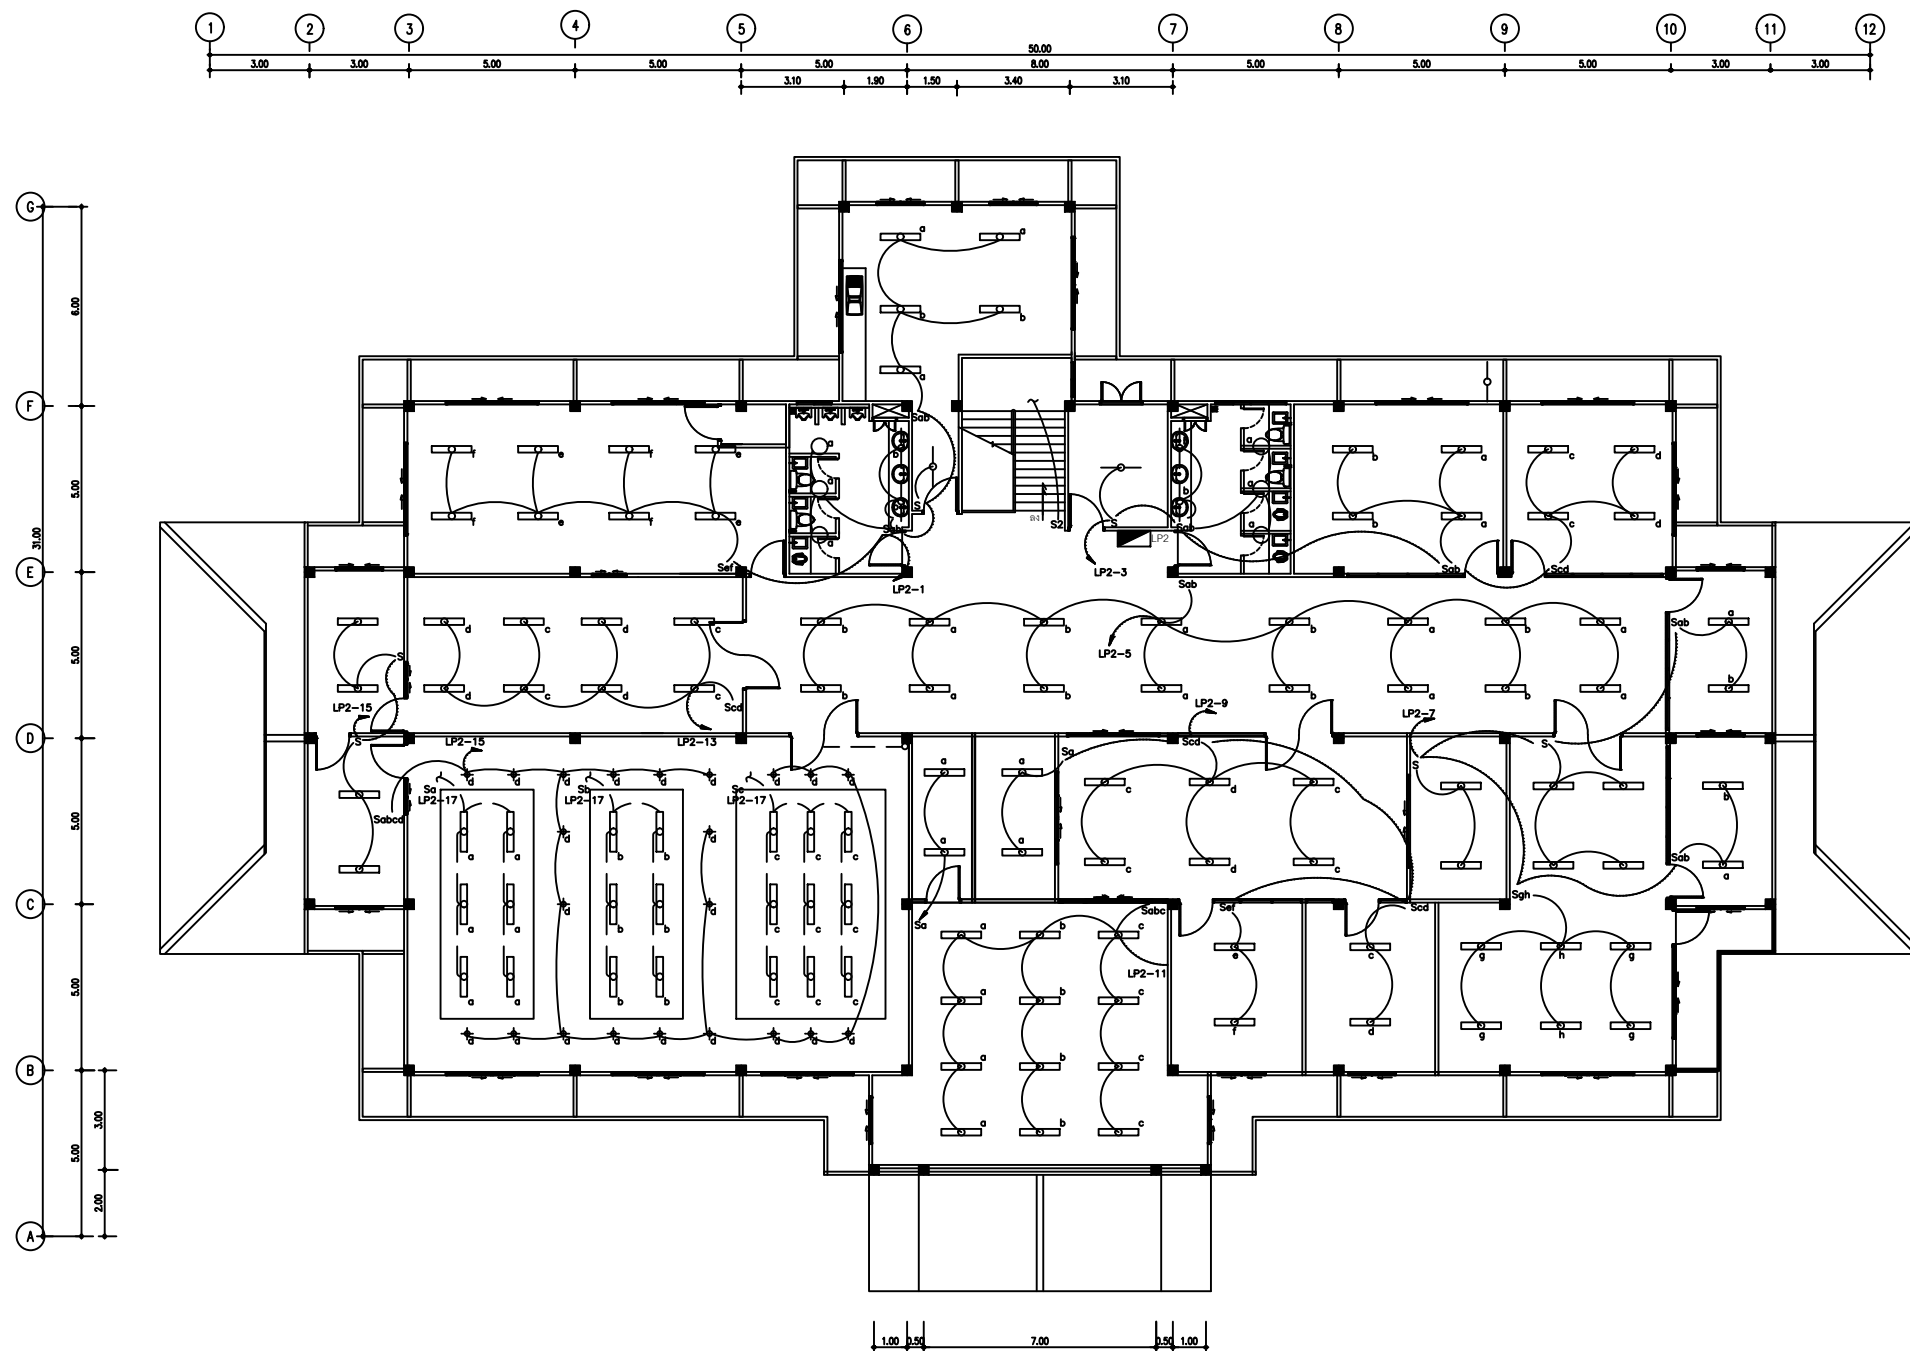 1 2 3 4 5 6 7 8 9 10 11 12
50.00
3.00 3.00 5.00 5.00 5.00 8.00 5.00 5.00 5.00 3.00 3.00
3.10 1.90 1.50 3.40 3.10
G
a a
6.00
b b
a
F
Sab
f e f e a b a b a c d
5.00
a b a
31.00
f e f e S S2 S Sab b a c d
Sab
a LP2 a
E
Sef LP2-3 Sab Scd
LP2-1 Sab
a
d c d c b a b a b a b a Sab
5.00
S LP2-5
d c d c b a b a b a b a b
LP2-15 Scd LP2-9 LP2-7
D
S LP2-15 LP2-13 Sa Scd S
S
d d d d d d d d d a a
Sa Sb Sc c d c b
LP2-17 LP2-17 LP2-17
5.00
Sabcd
d d
a a b b c c c a a c d c Sab a
C
a a d b b c c c Sgh
Sa Sabc Sef Scd
a b c e c g h g
LP2-11
5.00
a a b b c c c
a b c f d g h g
d d d d d d d d d
B
a b c
3.00
5.00
a b c
2.00
A
1.00 0.50 7.00 0.50 1.00